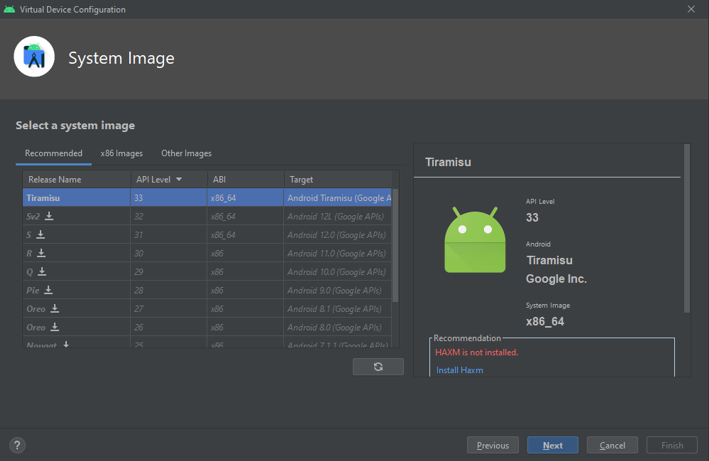 Virtual Device Configuration
System Image
Select a system image
Recommended x86 Images Other Images
Release Name API Level ABI Target
Tiramisu 33 x86_64 Android Tiramisu (Google A
Sv2 32 x86_64 Android 12L (Google APIs)
S 31 x86_64 Android 12.0 (Google APIs)
R 30 x86 Android 11.0 (Google APIs)
Q 29 x86 Android 10.0 (Google APIs)
Pie 28 x86 Android 9.0 (Google APIs)
Oreo 27 x86 Android 8.1 (Google APIs)
Oreo 26 x86 Android 8.0 (Google APIs)
Nougat 25 x86 Android 7.1.1 (Google APIs)
Tiramisu
API Level
33
Android
Tiramisu
Google Inc.
System Image
x86_64
Recommendation
HAXM is not installed.
Install Haxm
? Previous Next Cancel Finish